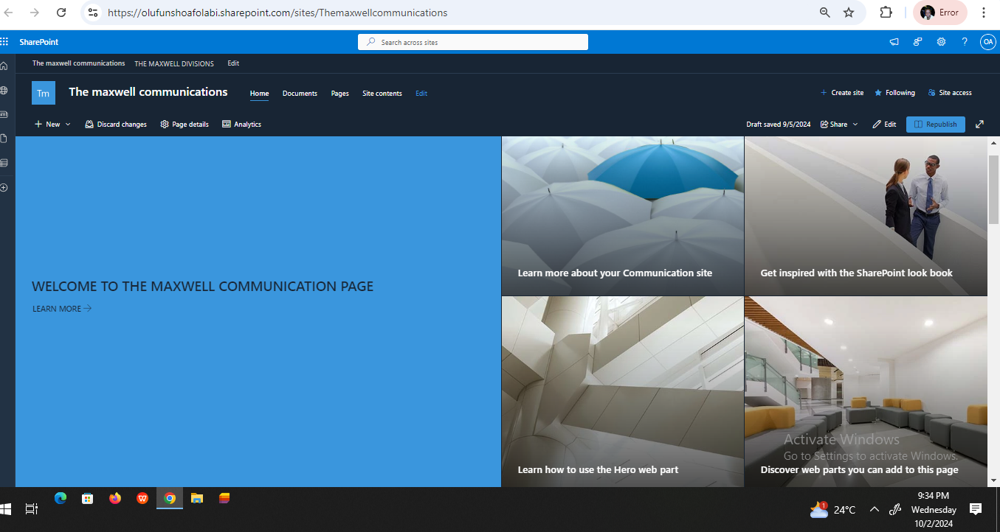 https://olufunshoafolabi.sharepoint.com/sites/Themaxwellcommunications
Error
SharePoint
Search across sites
?
OA
The maxwell communications
THE MAXWELL DIVISIONS
Edit
Tm
The maxwell communications
Home
Documents
Pages
Site contents
Edit
Create site
Following
Site access
New
Discard changes
Page details
Analytics
Draft saved 9/5/2024
Share
Edit
Republish
WELCOME TO THE MAXWELL COMMUNICATION PAGE
LEARN MORE
Learn more about your Communication site
Get inspired with the SharePoint look book
Learn how to use the Hero web part
Activate Windows
Go to Settings to activate Windows.
Discover web parts you can add to this page
1
24°C
9:34 PM
Wednesday
10/2/2024